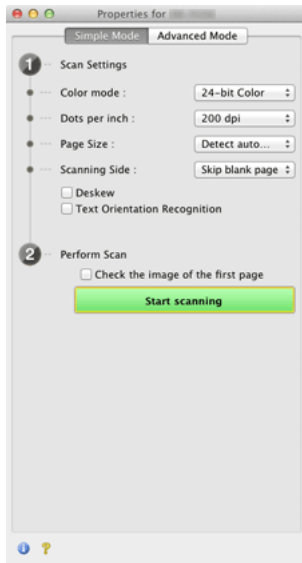 Properties for
Simple Mode Advanced Mode
1 Scan Settings
Color mode : 24-bit Color
Dots per inch : 200 dpi
Page Size : Detect auto...
Scanning Side : Skip blank page
Deskew
Text Orientation Recognition
2 Perform Scan
Check the image of the first page
Start scanning